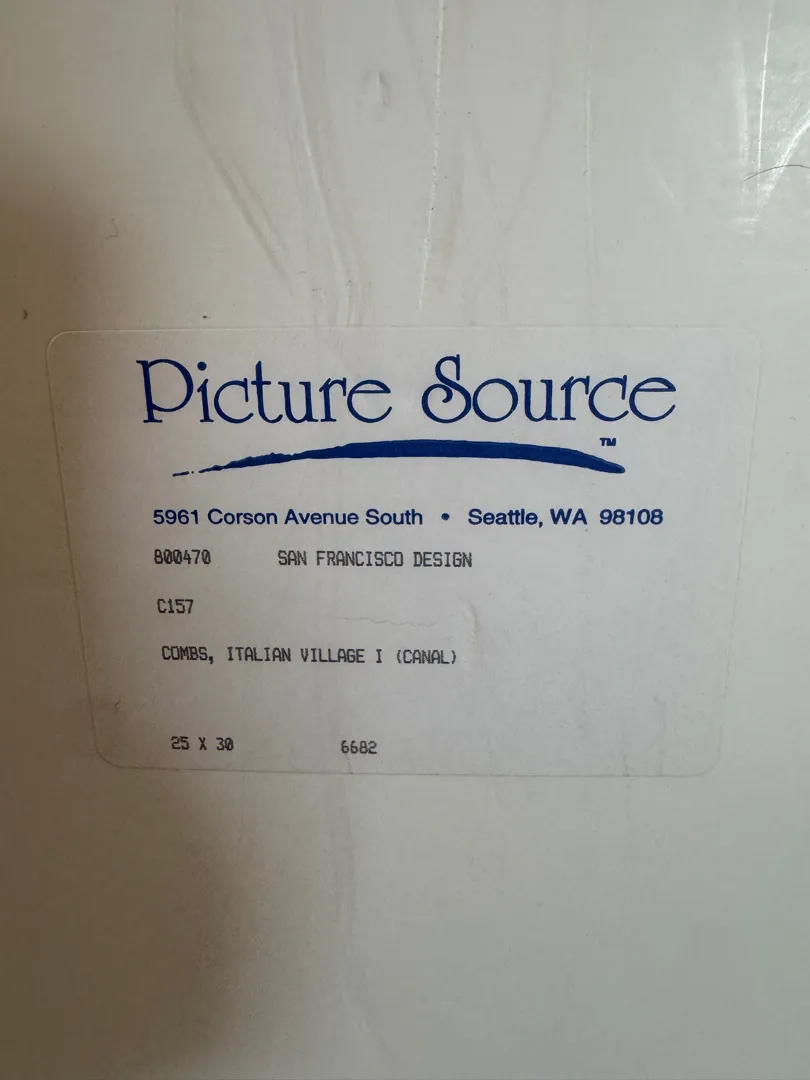 Picture Source
™
5961 Corson Avenue South • Seattle, WA 98108
800470 SAN FRANCISCO DESIGN
C157
COMBS, ITALIAN VILLAGE I (CANAL)
25 X 30 6682